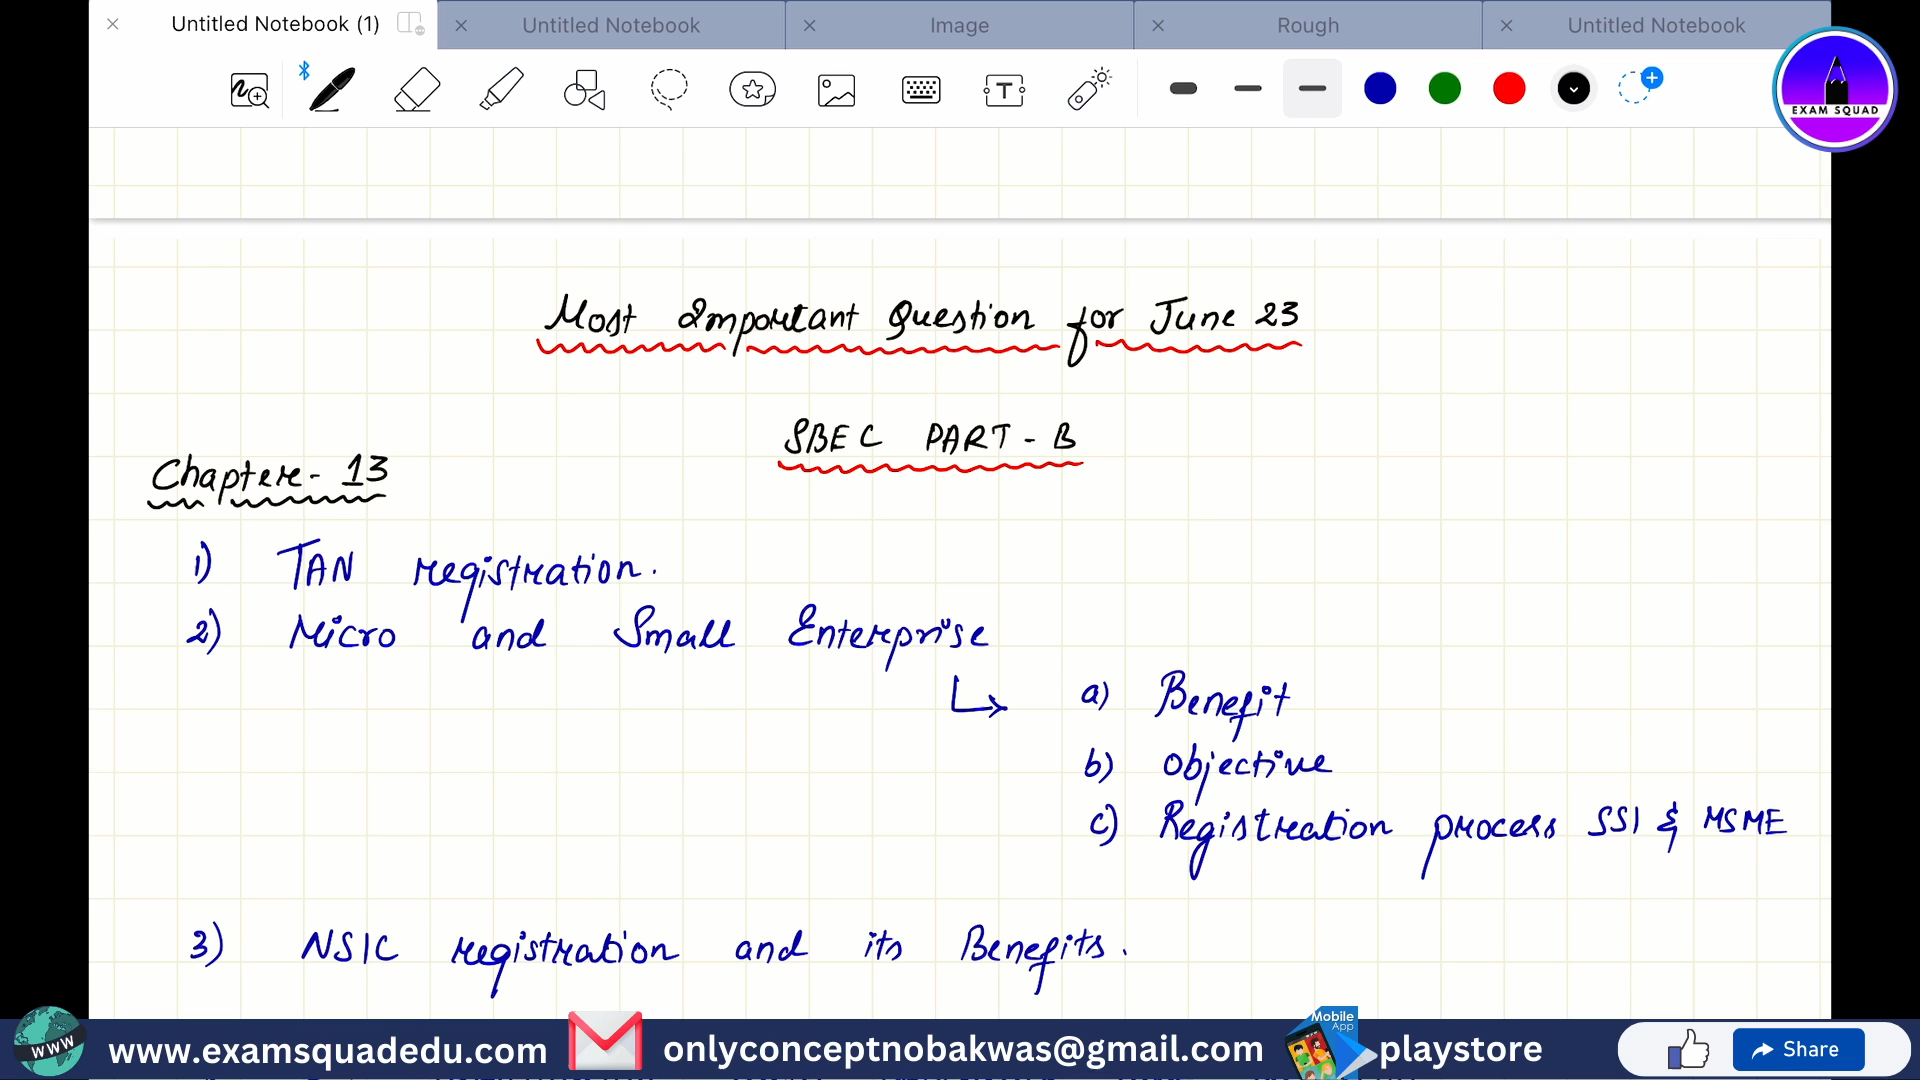 Untitled Notebook (1)
Untitled Notebook
Image
Rough
Untitled Notebook
T
EXAM SQUAD
Most Important Question for June 23
SBEC PART - B
Chapter - 13
1) TAN registration.
2) Micro and Small Enterprise
a) Benefit
b) Objective
c) Registration process SSI & MSME
3) NSIC registration and its Benefits.
WWW
www.examsquadedu.com
onlyconceptnobakwas@gmail.com
Mobile
App
playstore
Share